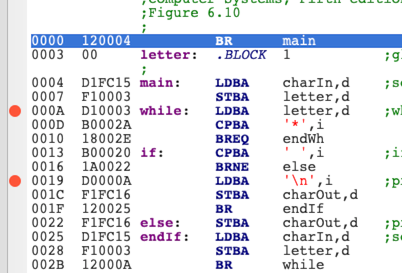 ;Computer Systems, Fifth edition
;Figure 6.10
;
0000 120004 BR main
0003 00 letter: .BLOCK 1 ;g
;
0004 D1FC15 main: LDBA charIn,d ;s
0007 F10003 STBA letter,d
000A D10003 while: LDBA letter,d ;w
000D B0002A CPBA '*',i
0010 18002E BREQ endWh
0013 B00020 if: CPBA ' ',i ;i
0016 1A0022 BRNE else
0019 D0000A LDBA '\n',i ;p
001C F1FC16 STBA charOut,d
001F 120025 BR endIf
0022 F1FC16 else: STBA charOut,d ;p
0025 D1FC15 endIf: LDBA charIn,d ;s
0028 F10003 STBA letter,d
002B 12000A BR while